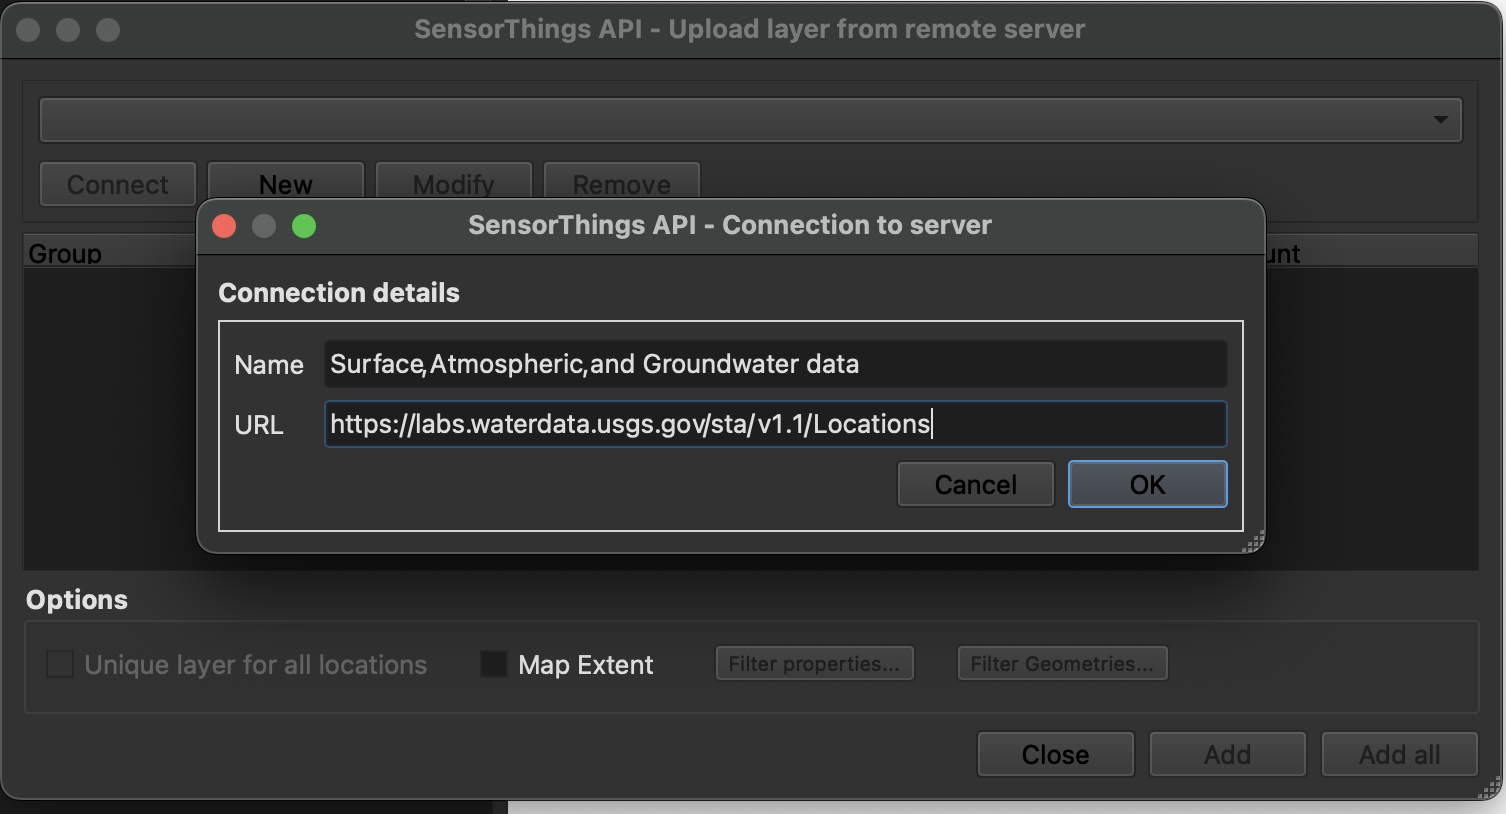 SensorThings API - Upload layer from remote server
Connect New Modify Remove
SensorThings API - Connection to server
Group
Connection details
Name Surface,Atmospheric,and Groundwater data
URL https://labs.waterdata.usgs.gov/sta/v1.1/Locations
Cancel OK
Options
Unique layer for all locations Map Extent Filter properties... Filter Geometries...
Close Add Add all